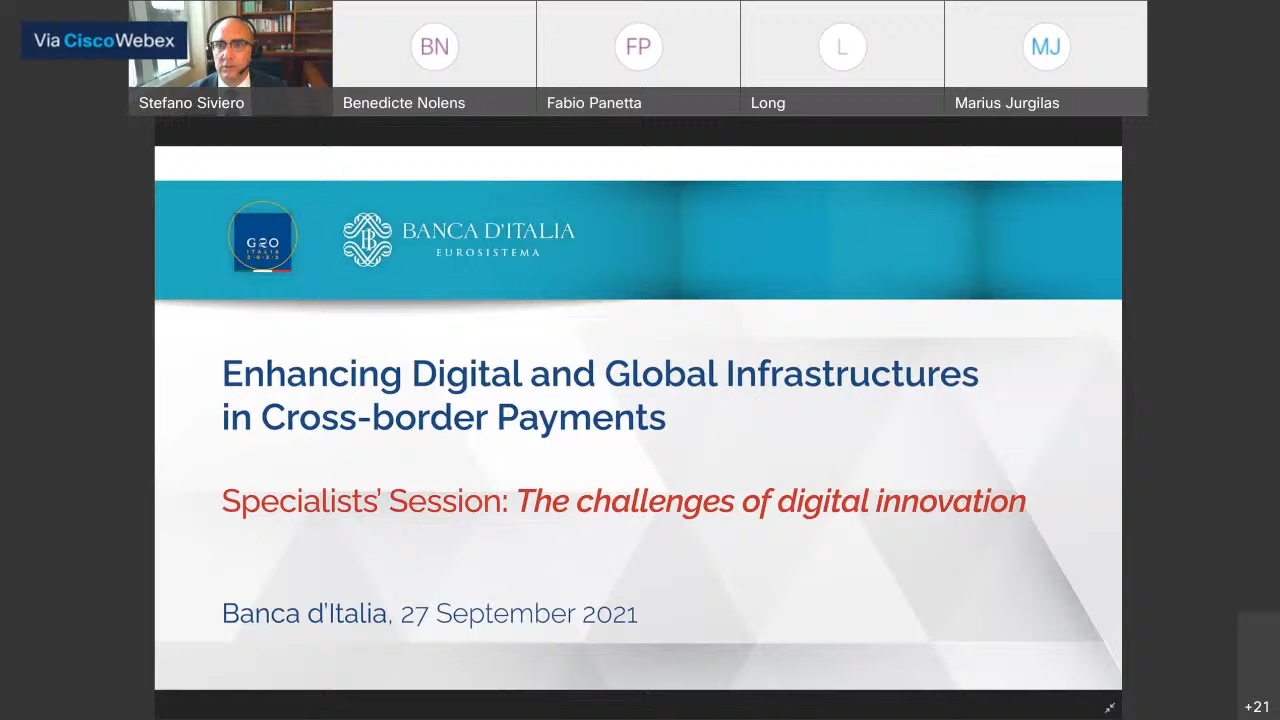 Via CiscoWebex
BN
FP
L
MJ
Stefano Siviero
Benedicte Nolens
Fabio Panetta
Long
Marius Jurgilas
G20
ITALIA
2021
BANCA D'ITALIA
EUROSISTEMA
Enhancing Digital and Global Infrastructures
in Cross-border Payments
Specialists' Session: The challenges of digital innovation
Banca d'Italia, 27 September 2021
+21